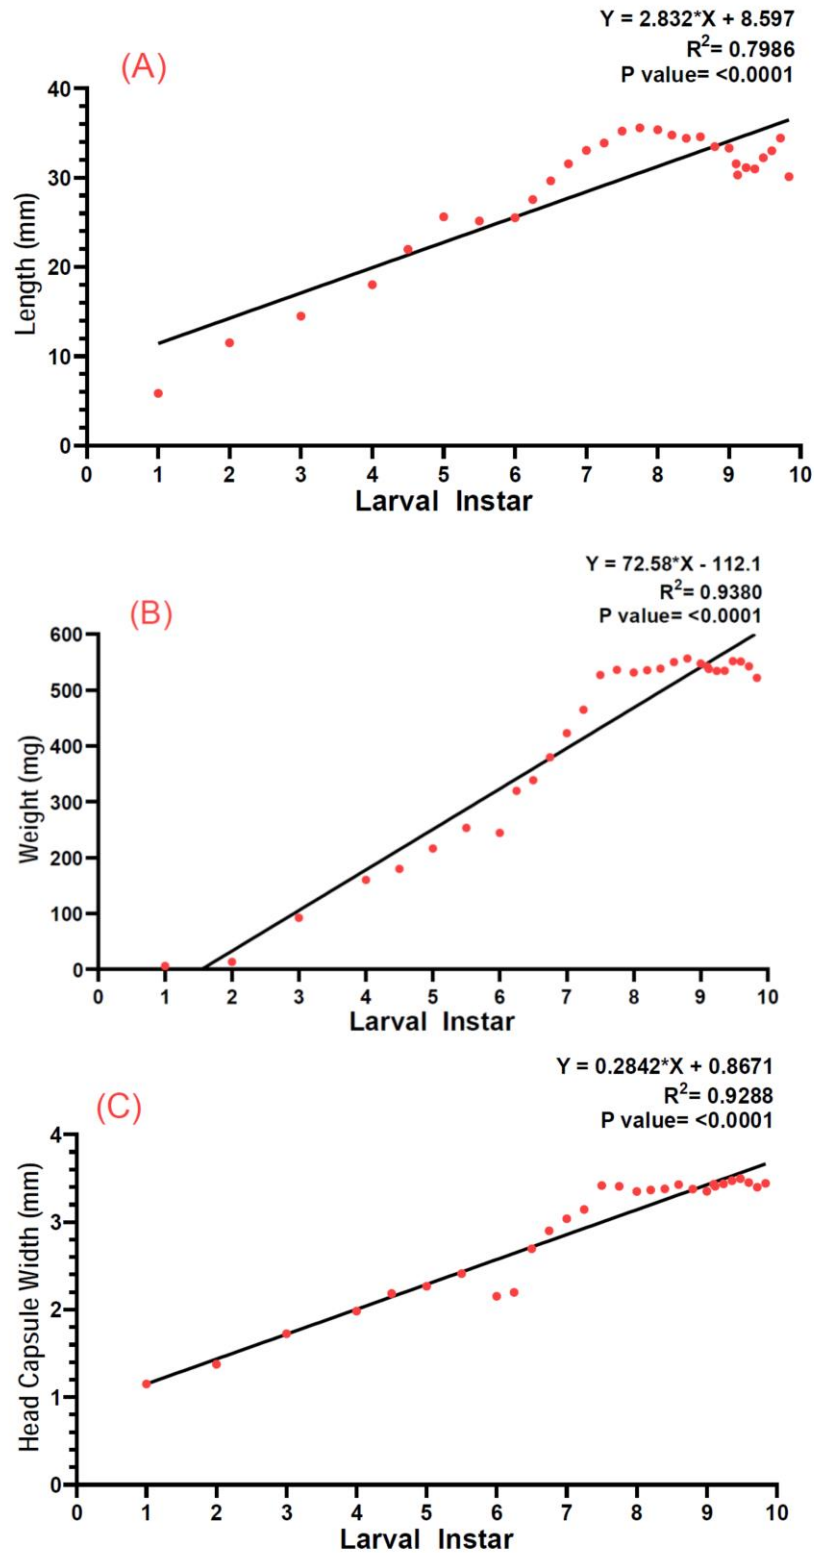 Y = 2.832*X + 8.597
R²= 0.7986
P value= <0.0001
(A)
40
30
20
10
0
Length (mm)
0 1 2 3 4 5 6 7 8 9 10
Larval Instar
Y = 72.58*X - 112.1
R²= 0.9380
P value= <0.0001
(B)
600
500
400
300
200
100
0
Weight (mg)
0 1 2 3 4 5 6 7 8 9 10
Larval Instar
Y = 0.2842*X + 0.8671
R²= 0.9288
P value= <0.0001
(C)
4
3
2
1
0
Head Capsule Width (mm)
0 1 2 3 4 5 6 7 8 9 10
Larval Instar